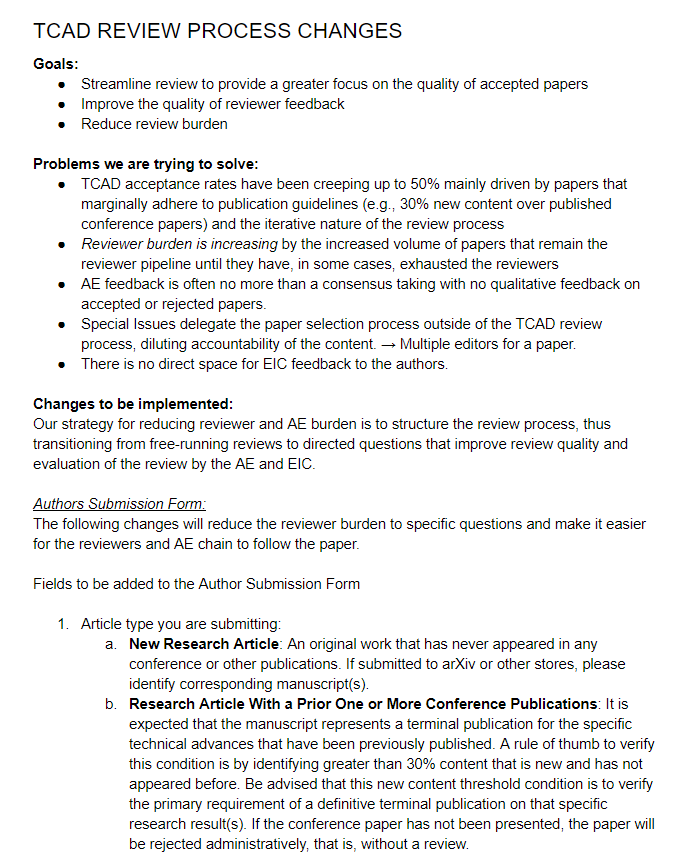 TCAD REVIEW PROCESS CHANGES
Goals:
● Streamline review to provide a greater focus on the quality of accepted papers
● Improve the quality of reviewer feedback
● Reduce review burden
Problems we are trying to solve:
● TCAD acceptance rates have been creeping up to 50% mainly driven by papers that
marginally adhere to publication guidelines (e.g., 30% new content over published
conference papers) and the iterative nature of the review process
● Reviewer burden is increasing by the increased volume of papers that remain the
reviewer pipeline until they have, in some cases, exhausted the reviewers
● AE feedback is often no more than a consensus taking with no qualitative feedback on
accepted or rejected papers.
● Special Issues delegate the paper selection process outside of the TCAD review
process, diluting accountability of the content. → Multiple editors for a paper.
● There is no direct space for EIC feedback to the authors.
Changes to be implemented:
Our strategy for reducing reviewer and AE burden is to structure the review process, thus
transitioning from free-running reviews to directed questions that improve review quality and
evaluation of the review by the AE and EIC.
Authors Submission Form:
The following changes will reduce the reviewer burden to specific questions and make it easier
for the reviewers and AE chain to follow the paper.
Fields to be added to the Author Submission Form
1. Article type you are submitting:
a. New Research Article: An original work that has never appeared in any
conference or other publications. If submitted to arXiv or other stores, please
identify corresponding manuscript(s).
b. Research Article With a Prior One or More Conference Publications: It is
expected that the manuscript represents a terminal publication for the specific
technical advances that have been previously published. A rule of thumb to verify
this condition is by identifying greater than 30% content that is new and has not
appeared before. Be advised that this new content threshold condition is to verify
the primary requirement of a definitive terminal publication on that specific
research result(s). If the conference paper has not been presented, the paper will
be rejected administratively, that is, without a review.